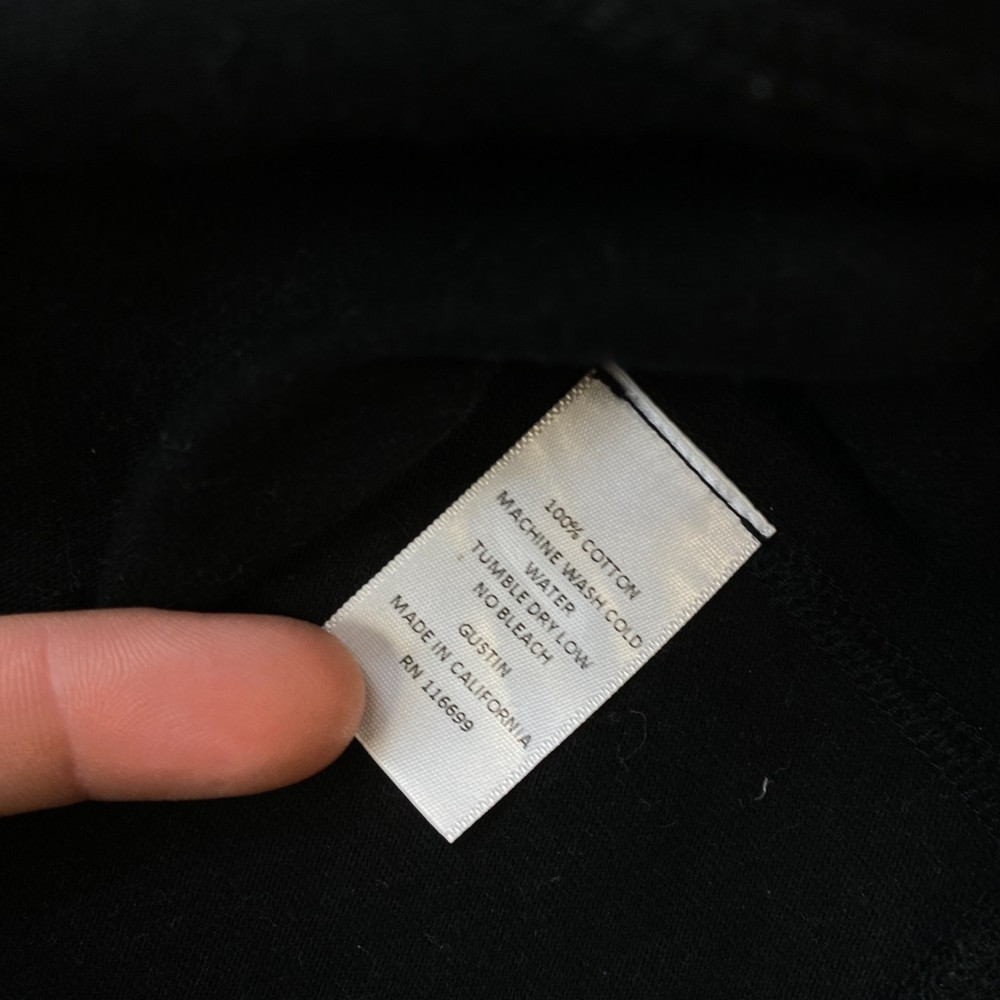 100% COTTON
MACHINE WASH COLD
WATER
TUMBLE DRY LOW
NO BLEACH
GUSTIN
MADE IN CALIFORNIA
RN 116699